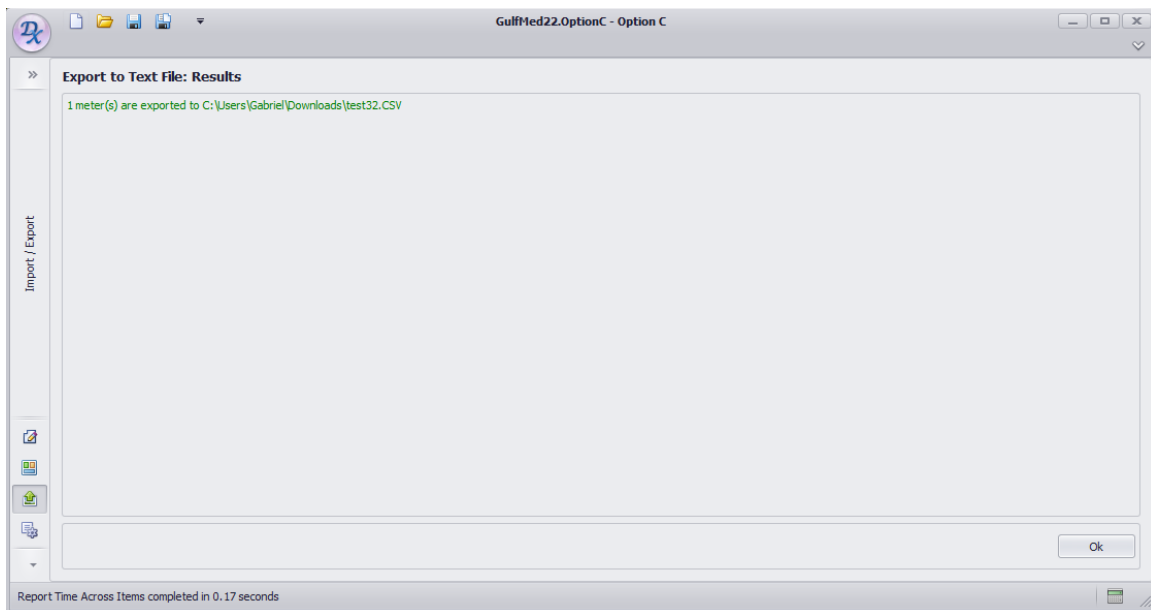 DX
GulfMed22.OptionC - Option C
Export to Text File: Results
1 meter(s) are exported to C:\Users\Gabriel\Downloads\test32.CSV
Import / Export
Ok
Report Time Across Items completed in 0.17 seconds